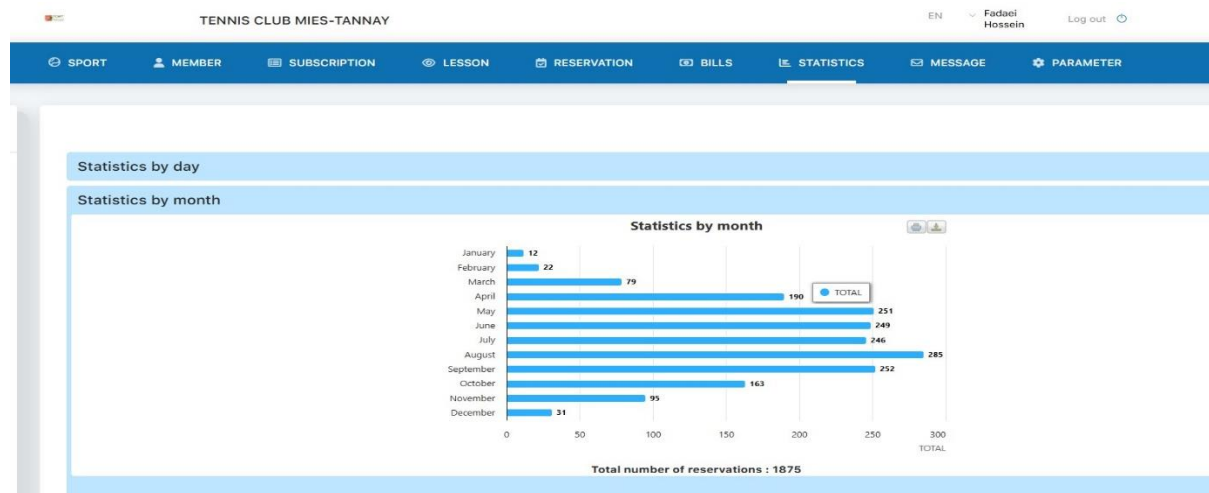 TENNIS CLUB MIES-TANNAY
EN
Fadaei
Hossein
Log out
SPORT MEMBER SUBSCRIPTION LESSON RESERVATION BILLS STATISTICS MESSAGE PARAMETER
Statistics by day
Statistics by month
Statistics by month
January 12
February 22
March 79
April 190
TOTAL
May 251
June 249
July 246
August 285
September 252
October 163
November 95
December 31
0 50 100 150 200 250 300
TOTAL
Total number of reservations : 1875